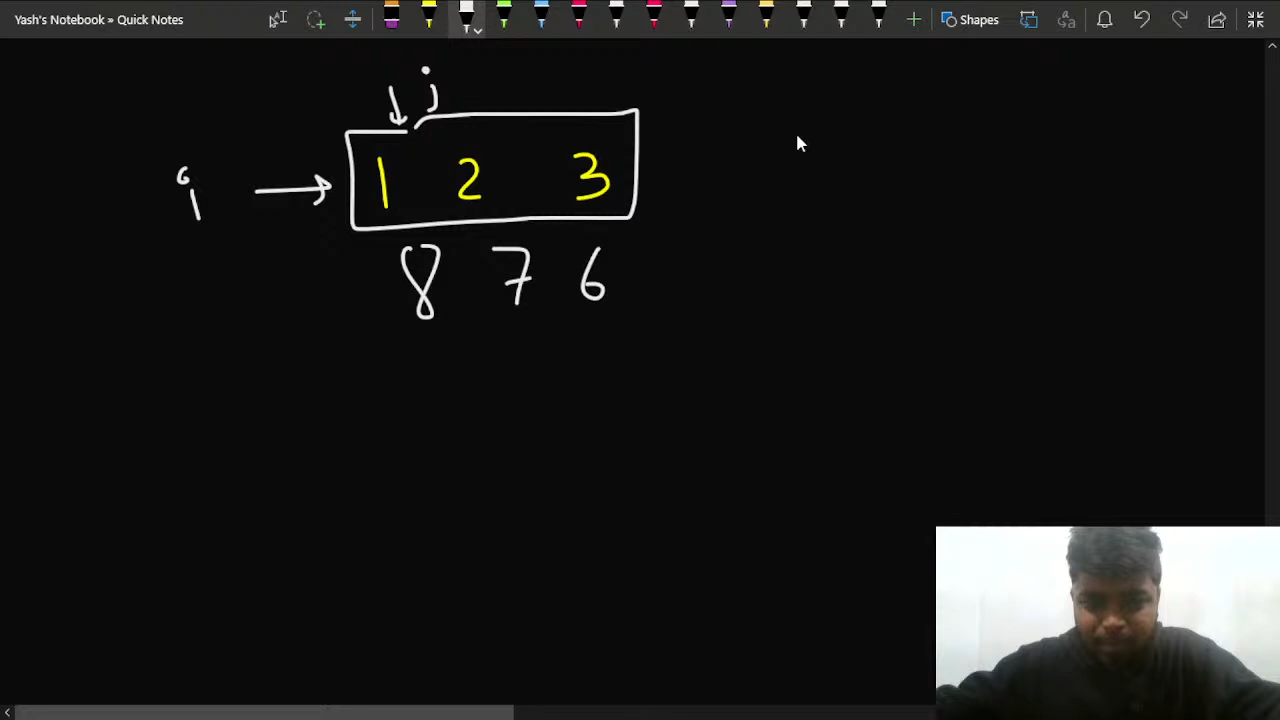 Yash's Notebook » Quick Notes
Shapes
j
i → 1 2 3
8 7 6